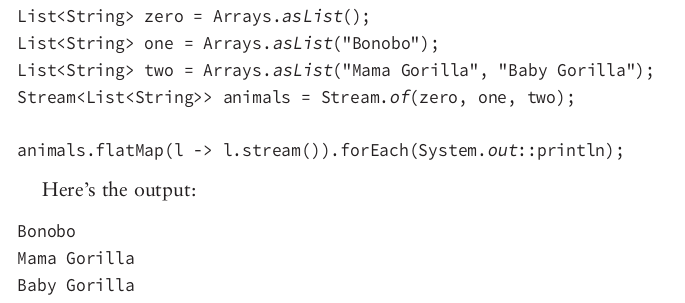 List<String> zero = Arrays.asList();
List<String> one = Arrays.asList("Bonobo");
List<String> two = Arrays.asList("Mama Gorilla", "Baby Gorilla");
Stream<List<String>> animals = Stream.of(zero, one, two);
animals.flatMap(l -> l.stream()).forEach(System.out::println);
Here’s the output:
Bonobo
Mama Gorilla
Baby Gorilla